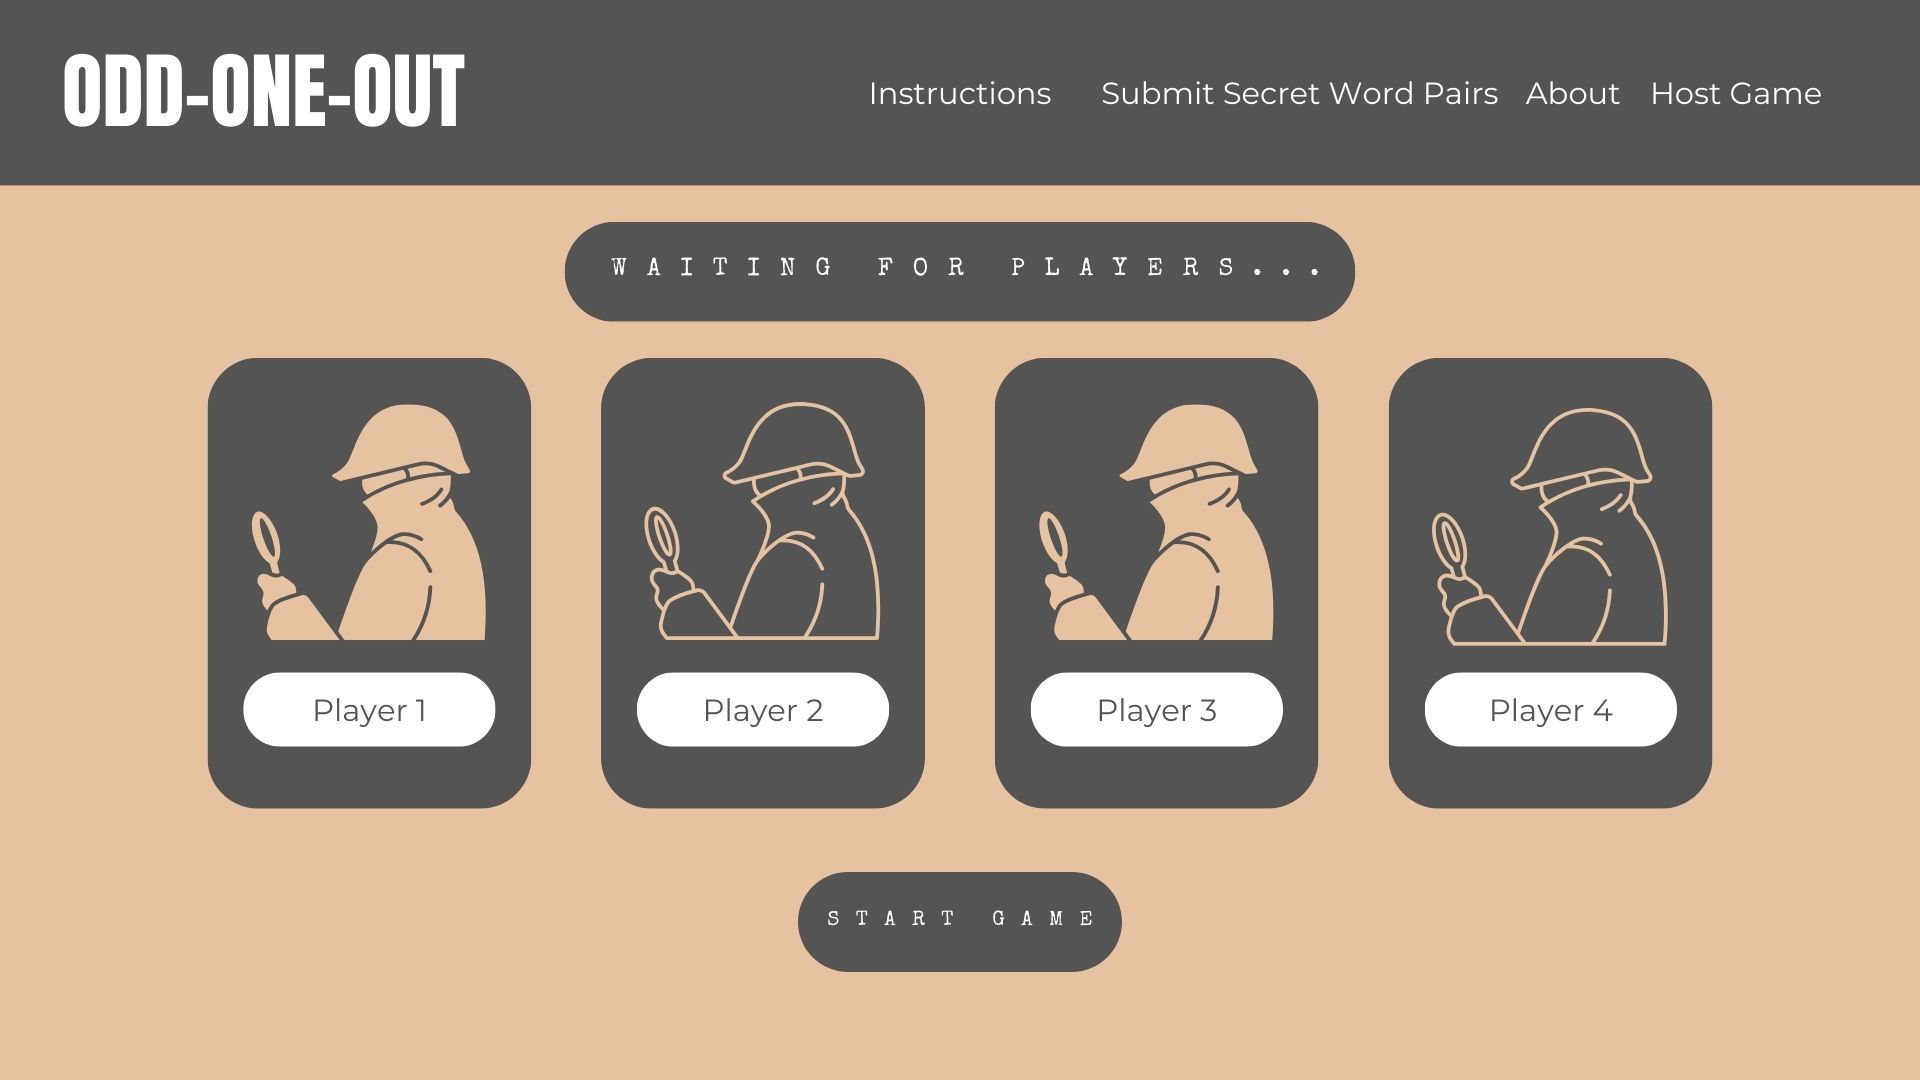 ODD-ONE-OUT
Instructions Submit Secret Word Pairs About Host Game
WAITING FOR PLAYERS...
Player 1 Player 2 Player 3 Player 4
START GAME